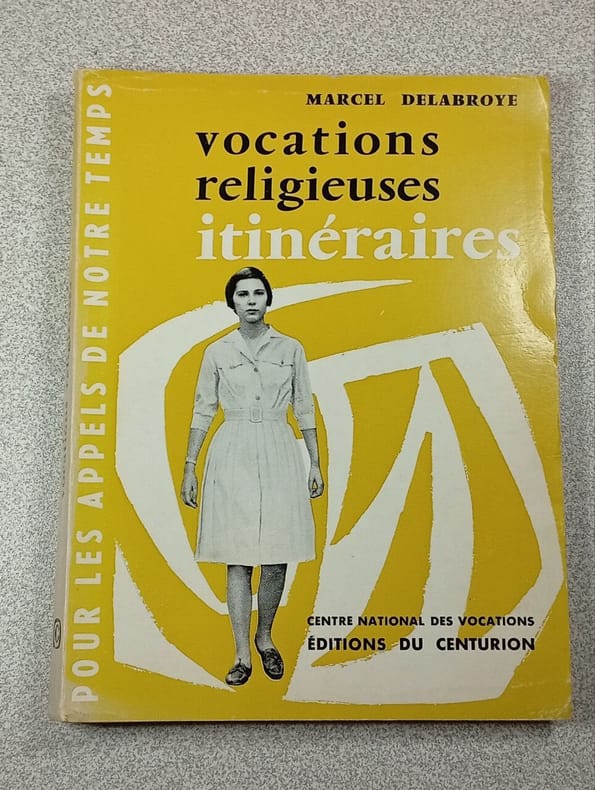 MARCEL DELABROYE
vocations
religieuses
itinéraires
POUR LES APPELS DE NOTRE TEMPS
CENTRE NATIONAL DES VOCATIONS
ÉDITIONS DU CENTURION